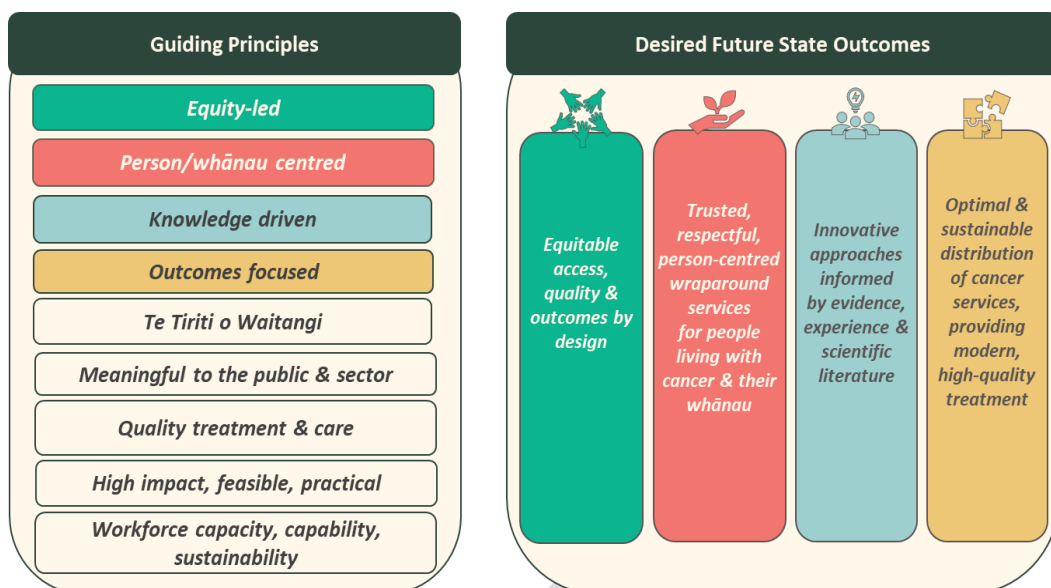 Guiding Principles
Equity-led
Person/whānau centred
Knowledge driven
Outcomes focused
Te Tiriti o Waitangi
Meaningful to the public & sector
Quality treatment & care
High impact, feasible, practical
Workforce capacity, capability,
sustainability
Desired Future State Outcomes
Equitable
access,
quality &
outcomes by
design
Trusted,
respectful,
person-centred
wraparound
services
for people
living with
cancer & their
whānau
Innovative
approaches
informed
by evidence,
experience &
scientific
literature
Optimal &
sustainable
distribution
of cancer
services,
providing
modern,
high-quality
treatment